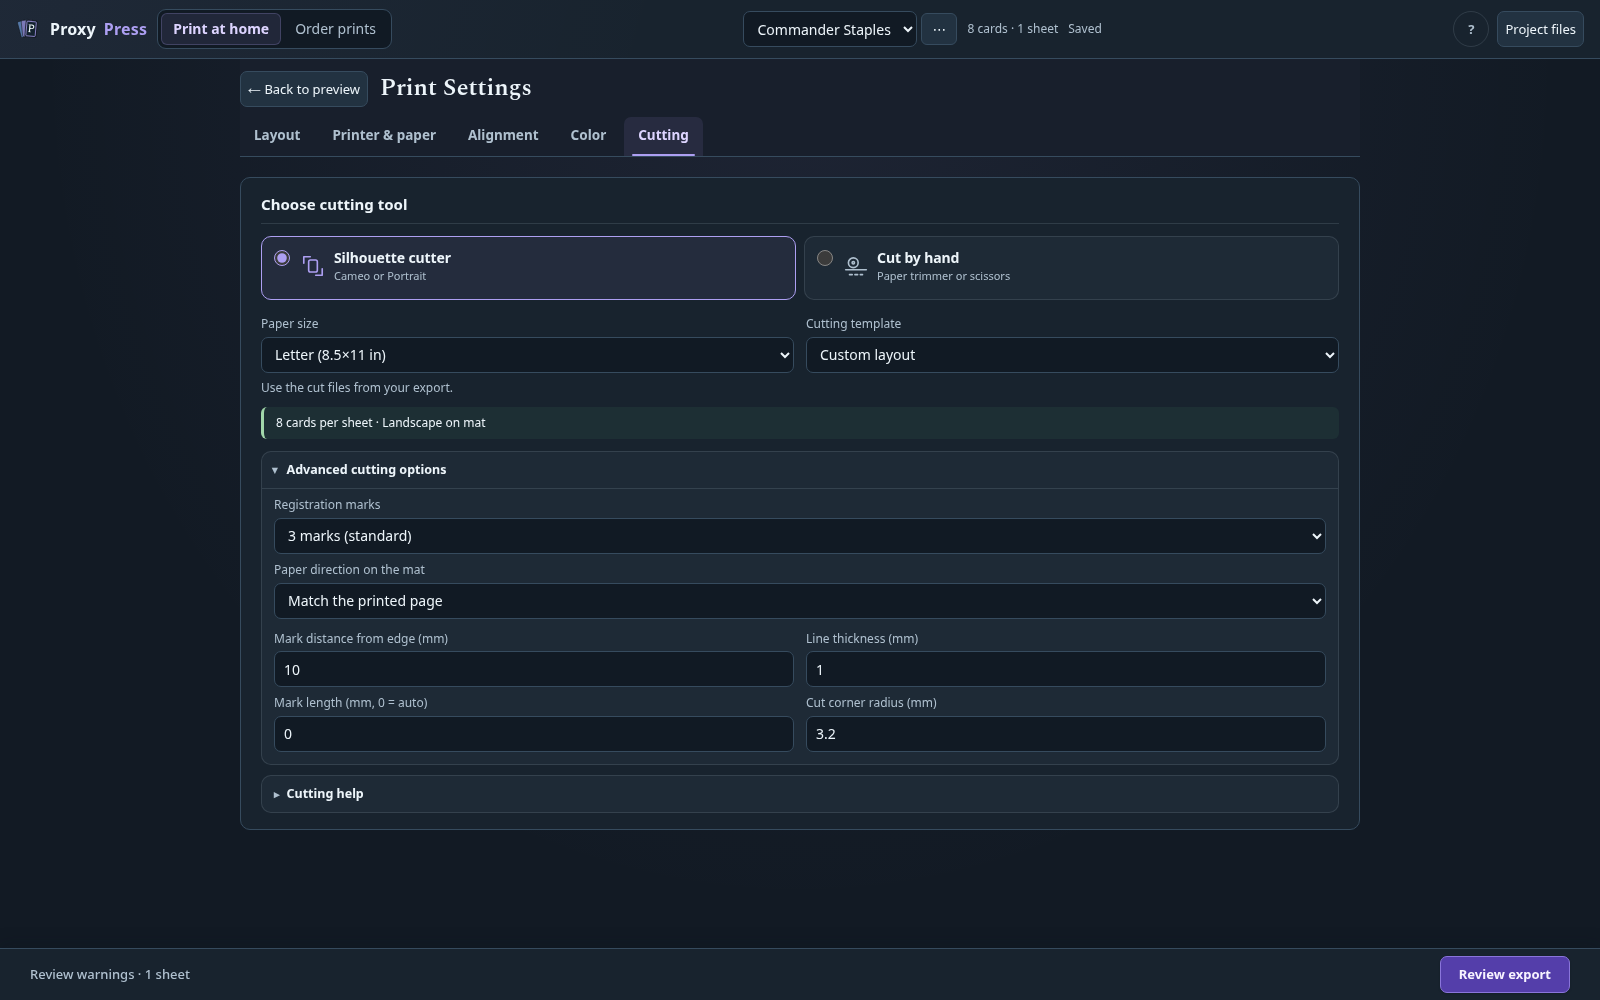 Proxy Press
Print at home
Order prints
Commander Staples
...
8 cards · 1 sheet
Saved
?
Project files
← Back to preview
Print Settings
Layout
Printer & paper
Alignment
Color
Cutting
Choose cutting tool
Silhouette cutter
Cameo or Portrait
Cut by hand
Paper trimmer or scissors
Paper size
Cutting template
Letter (8.5×11 in)
Custom layout
Use the cut files from your export.
8 cards per sheet · Landscape on mat
▾ Advanced cutting options
Registration marks
3 marks (standard)
Paper direction on the mat
Match the printed page
Mark distance from edge (mm)
Line thickness (mm)
10
1
Mark length (mm, 0 = auto)
Cut corner radius (mm)
0
3.2
▸ Cutting help
Review warnings · 1 sheet
Review export